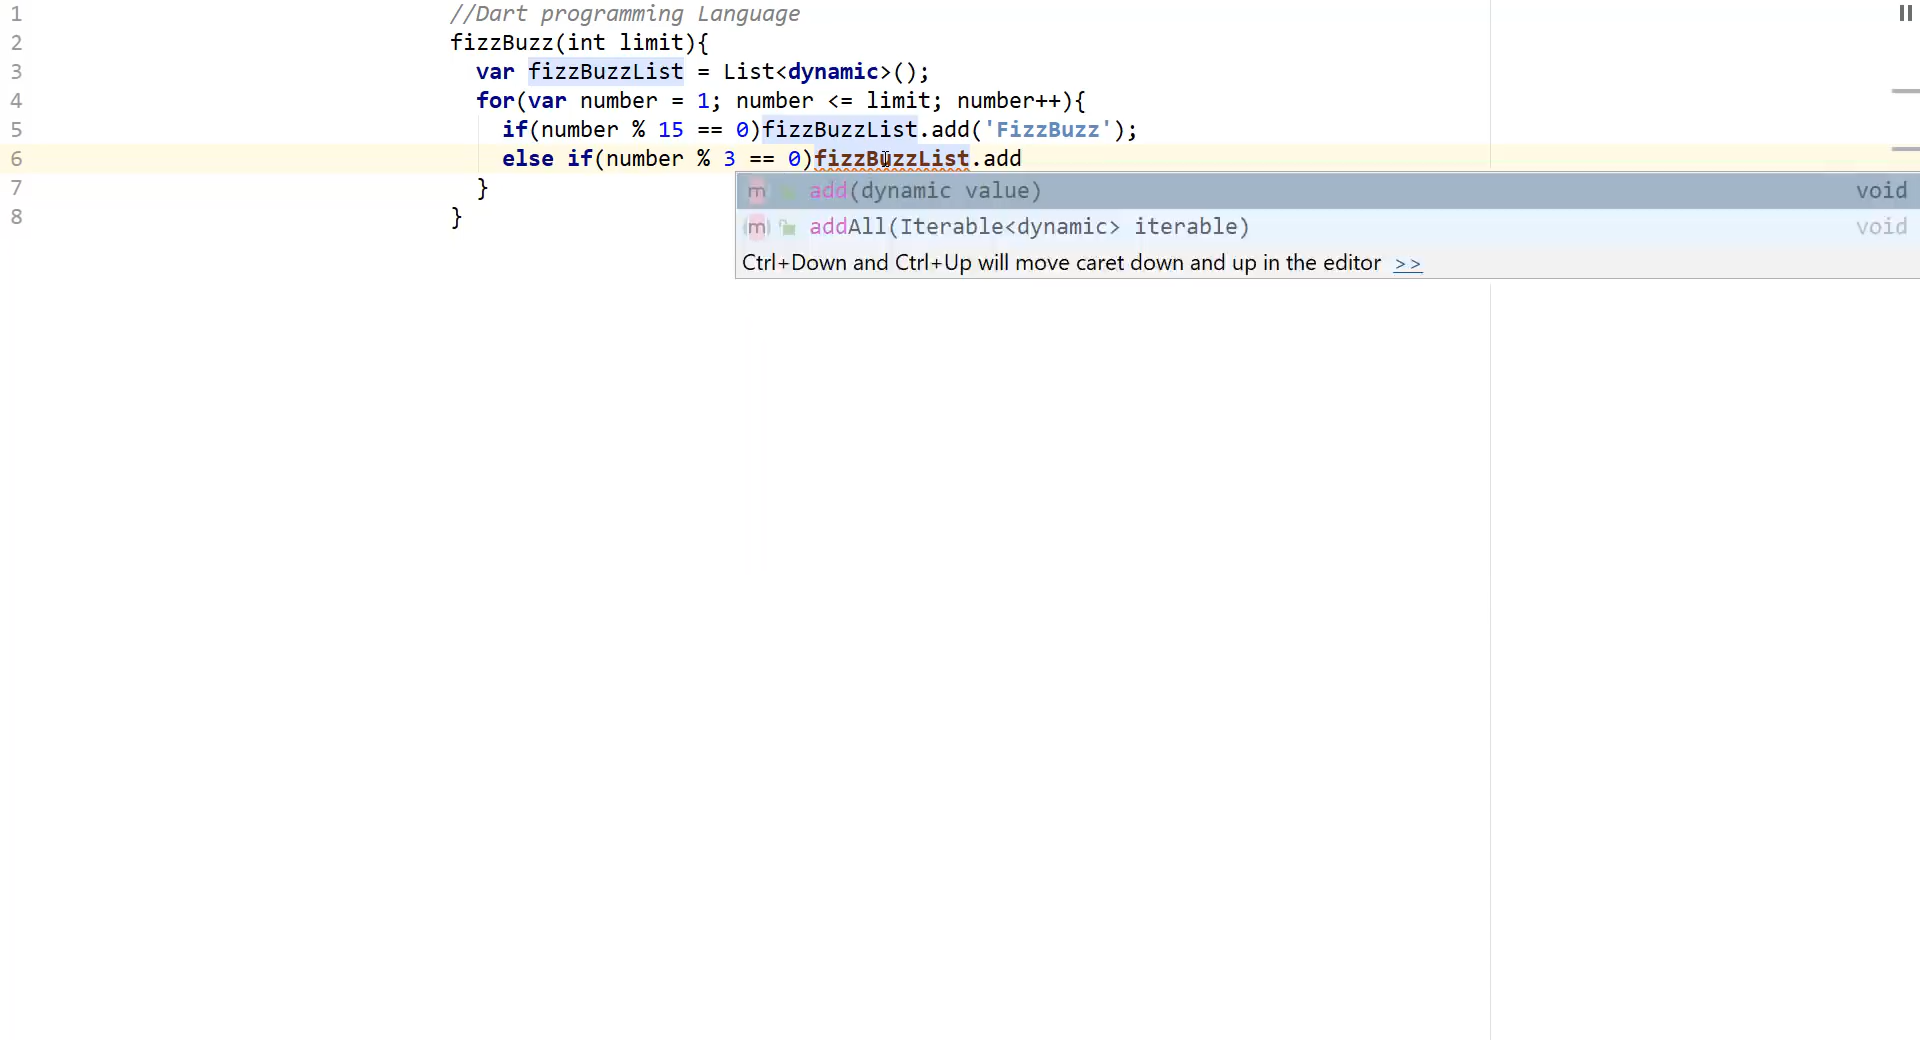 1 //Dart programming Language
2 fizzBuzz(int limit){
3 var fizzBuzzList = List<dynamic>();
4 for(var number = 1; number <= limit; number++){
5 if(number % 15 == 0)fizzBuzzList.add('FizzBuzz');
6 else if(number % 3 == 0)fizzBuzzList.add
7 }
8 }
m add(dynamic value) void
m addAll(Iterable<dynamic> iterable) void
Ctrl+Down and Ctrl+Up will move caret down and up in the editor >>